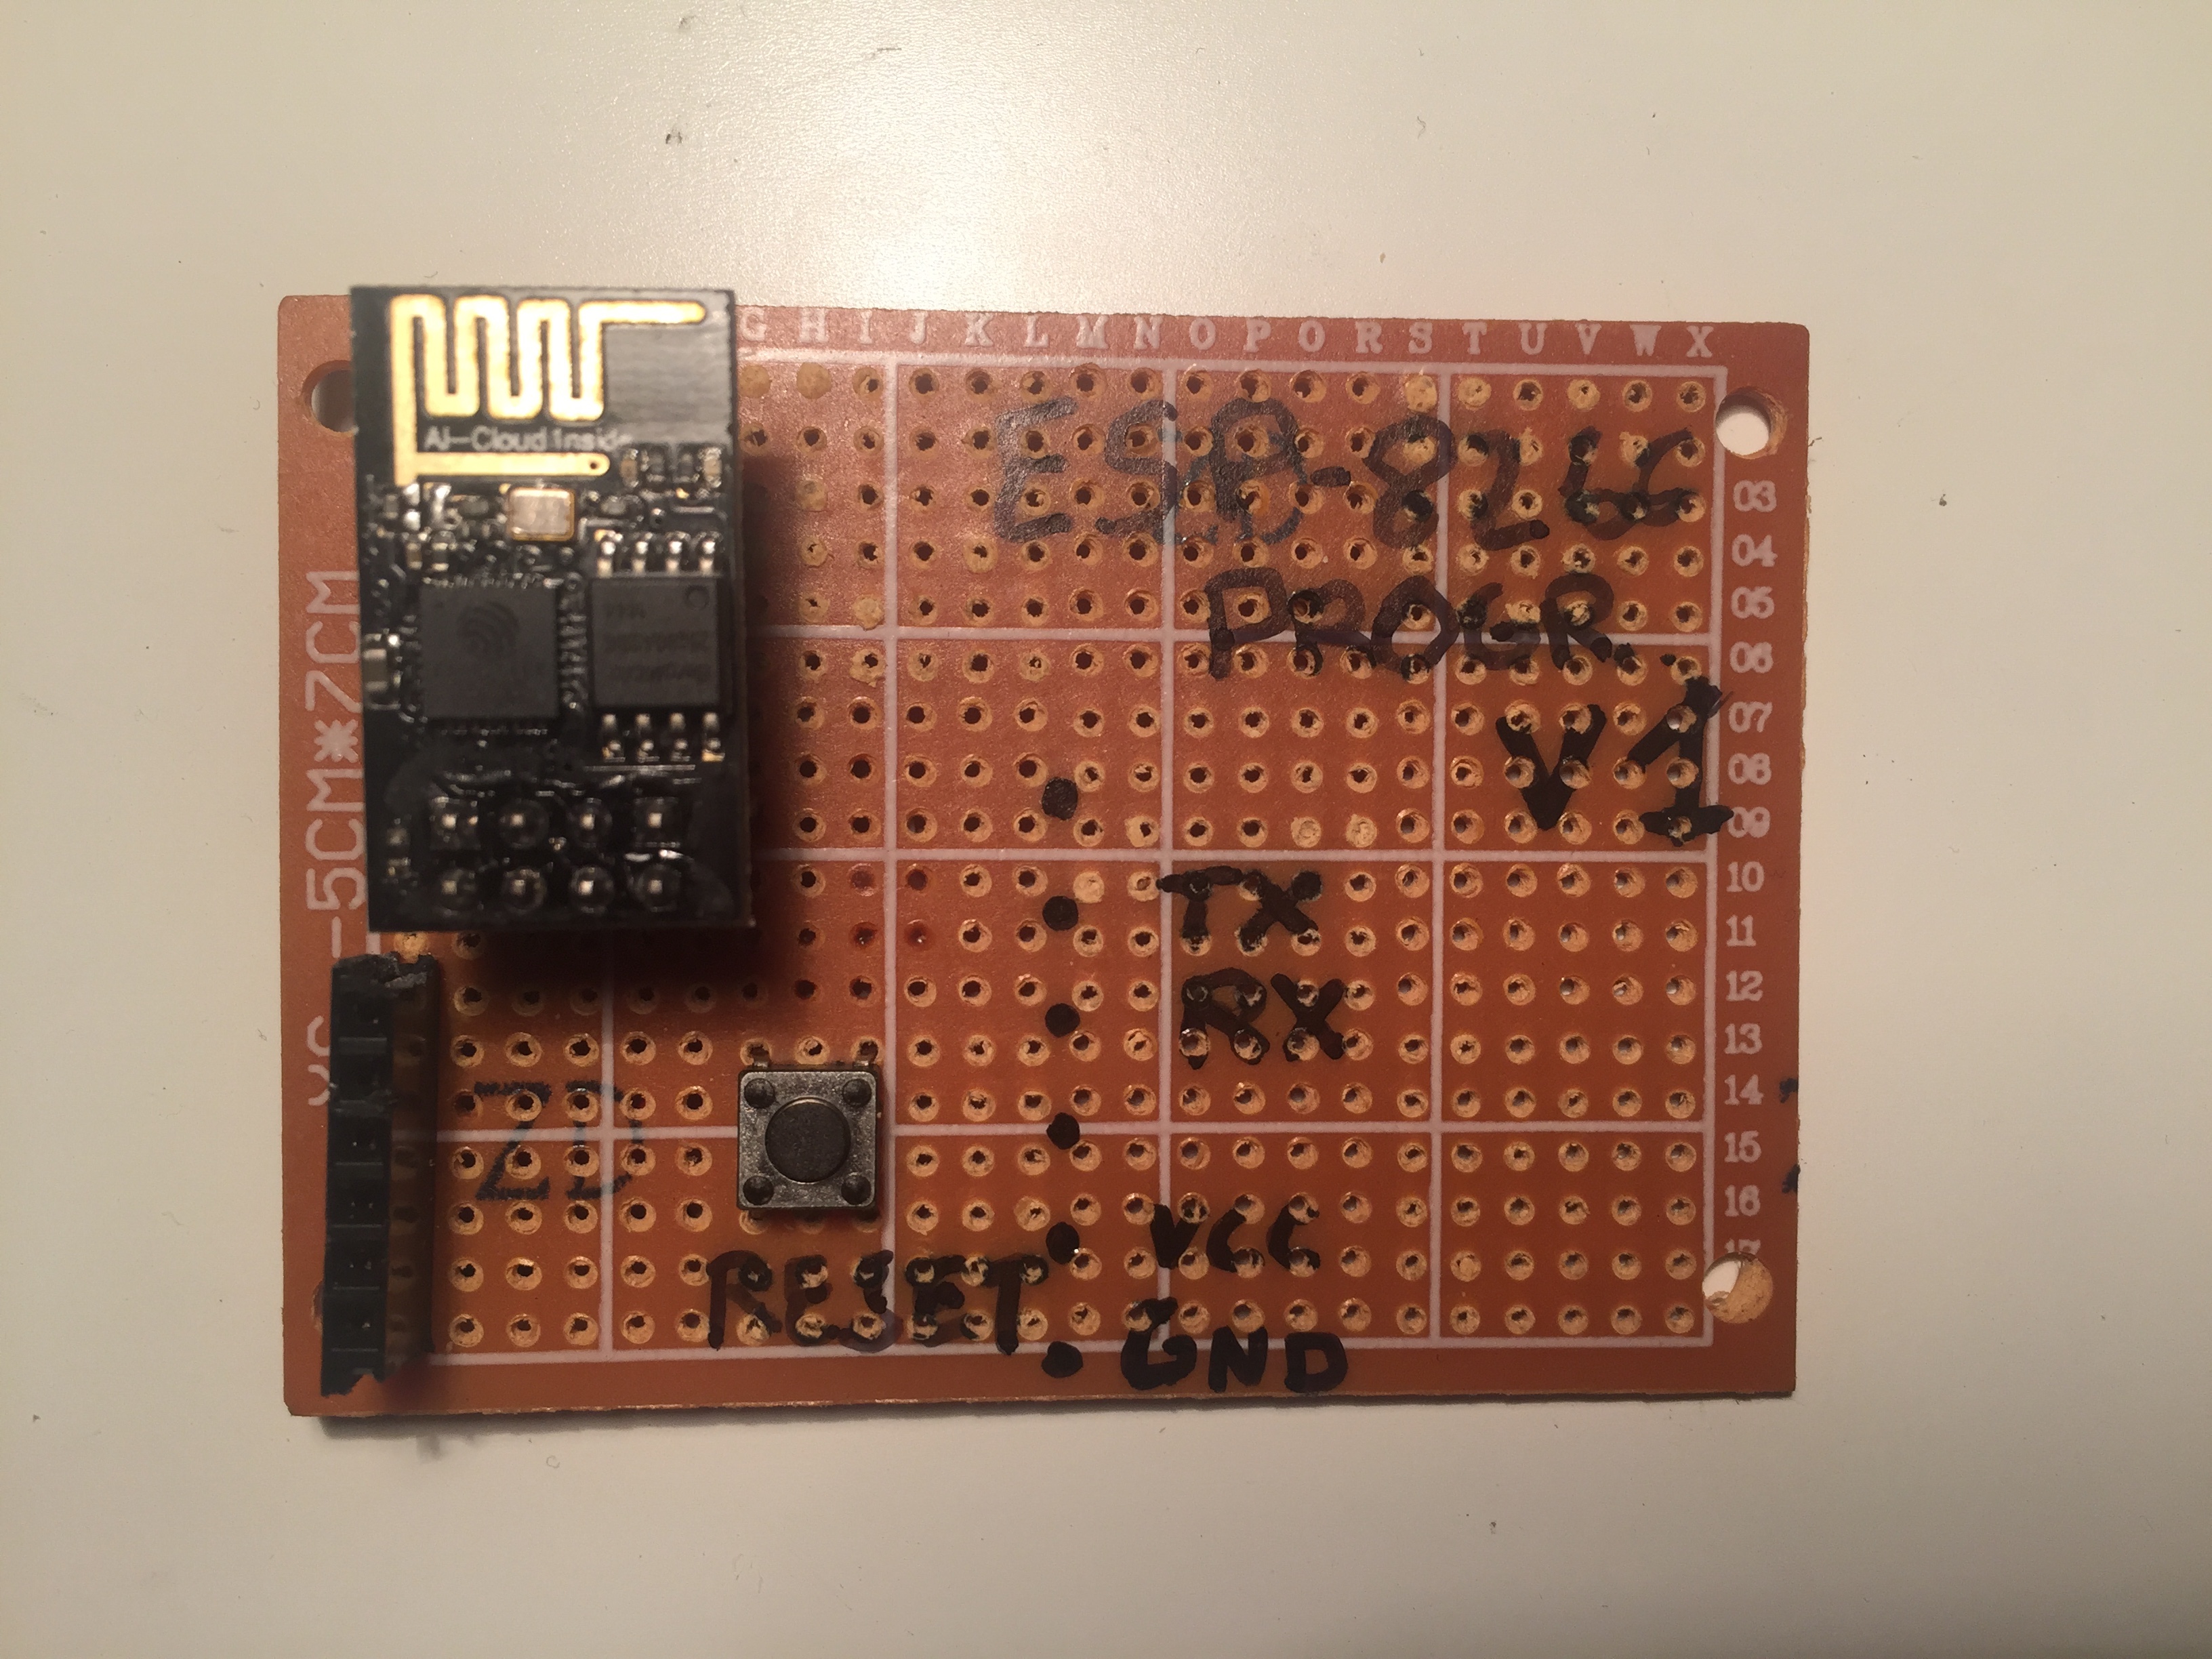 G H I J K L M N O P Q R S T U V W X
Ai-Cloud inside
ESP-8266
03
04
PROGR.
05
06
V1
07
08
09
5CM*7CM
TX
10
11
RX
12
13
ZD
14
15
VCC
16
17
RESET
GND